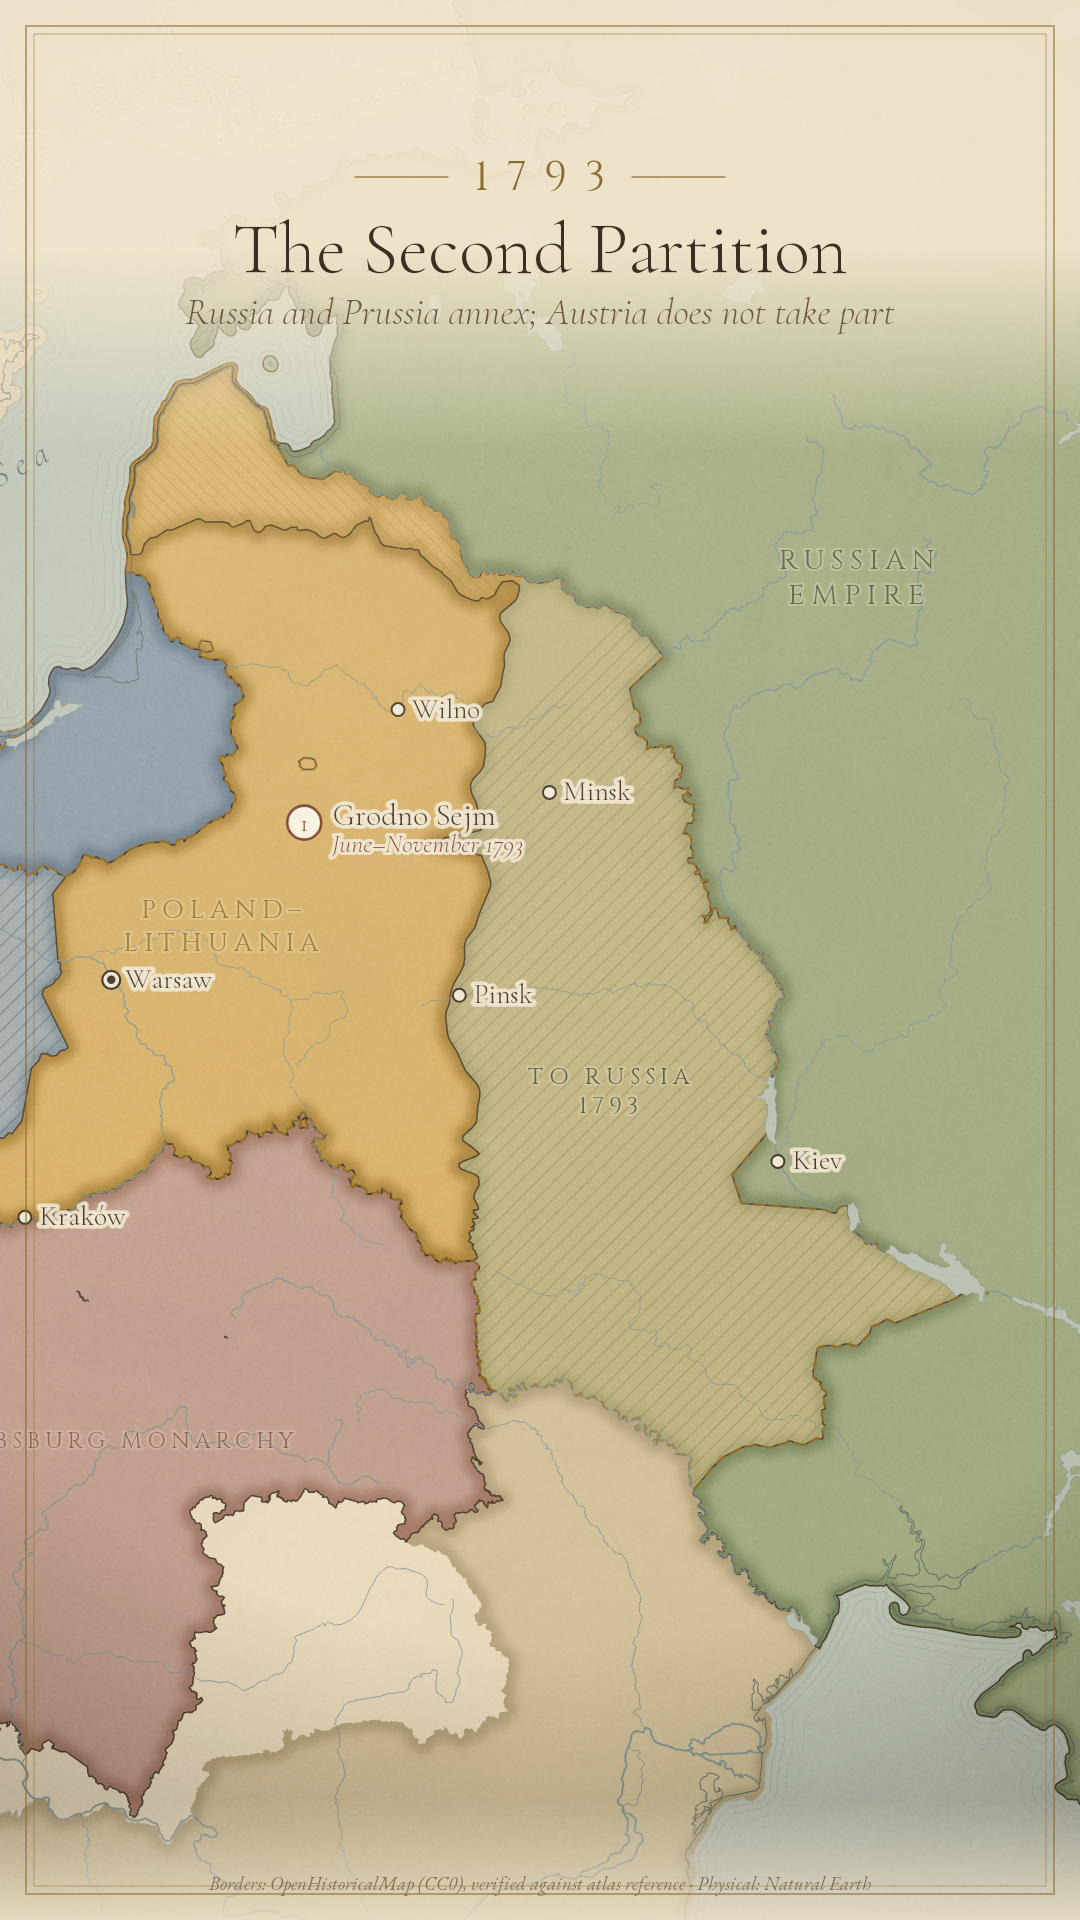 1793
The Second Partition
Russia and Prussia annex; Austria does not take part
Sea
RUSSIAN
EMPIRE
Wilno
Minsk
1
Grodno Sejm
June–November 1793
POLAND–
LITHUANIA
Warsaw
Pinsk
TO RUSSIA
1793
Kiev
Kraków
BSBURG MONARCHY
Borders: OpenHistoricalMap (CC0), verified against atlas reference · Physical: Natural Earth